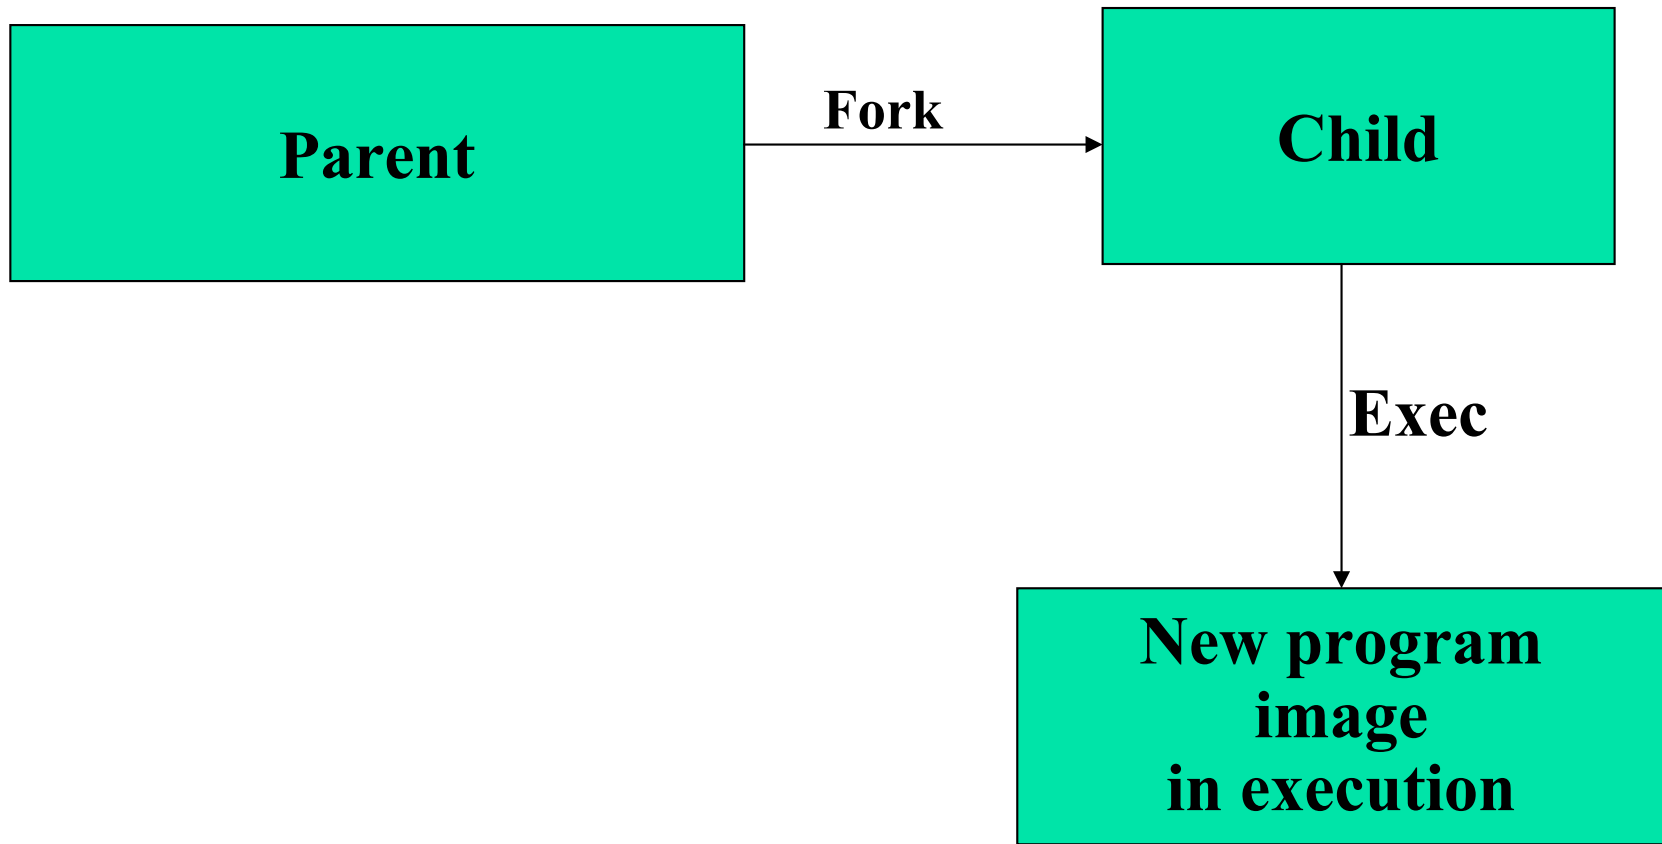 Parent
Fork
Child
Exec
New program
image
in execution